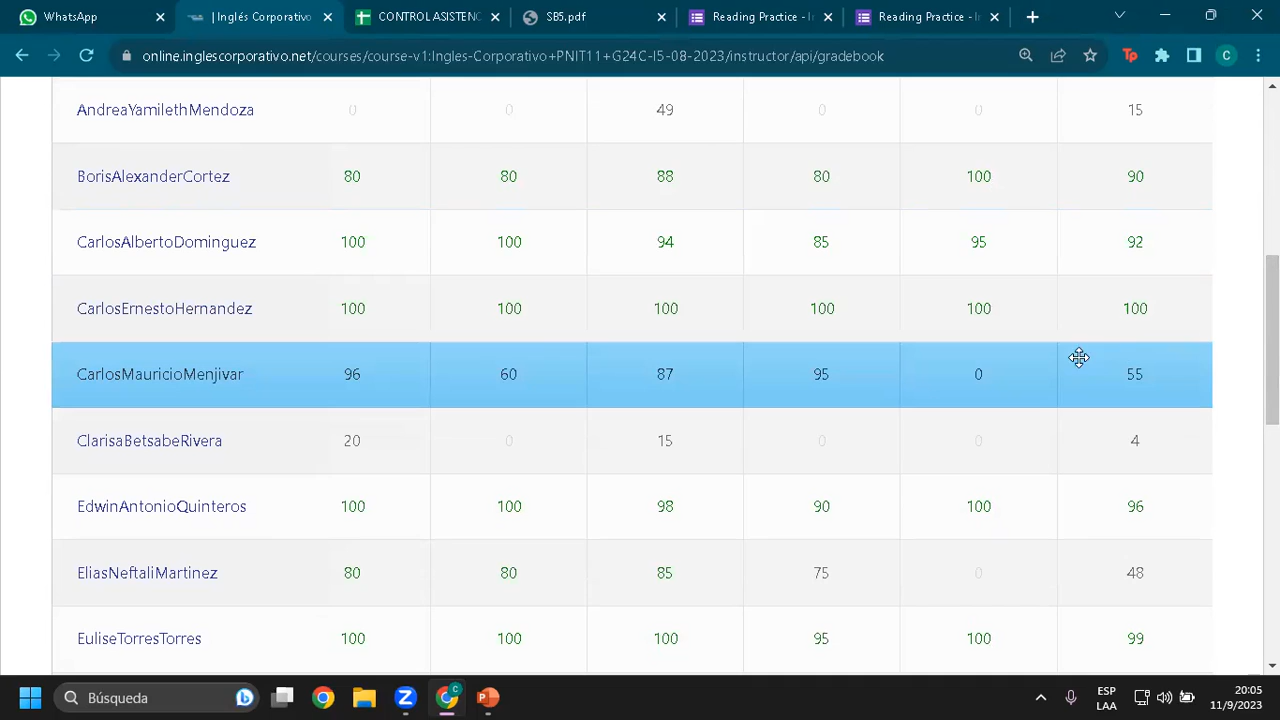 WhatsApp
| Inglés Corporativo
CONTROL ASISTENC
SB5.pdf
Reading Practice - In
Reading Practice - In
online.inglescorporativo.net/courses/course-v1:Ingles-Corporativo+PNIT11+G24C-I5-08-2023/instructor/api/gradebook
Tp
C
AndreaYamilethMendoza 0 0 49 0 0 15
BorisAlexanderCortez 80 80 88 80 100 90
CarlosAlbertoDominguez 100 100 94 85 95 92
CarlosErnestoHernandez 100 100 100 100 100 100
CarlosMauricioMenjivar 96 60 87 95 0 55
ClarisaBetsabeRivera 20 0 15 0 0 4
EdwinAntonioQuinteros 100 100 98 90 100 96
EliasNeftaliMartinez 80 80 85 75 0 48
EuliseTorresTorres 100 100 100 95 100 99
Búsqueda
C
ESP
LAA
20:05
11/9/2023